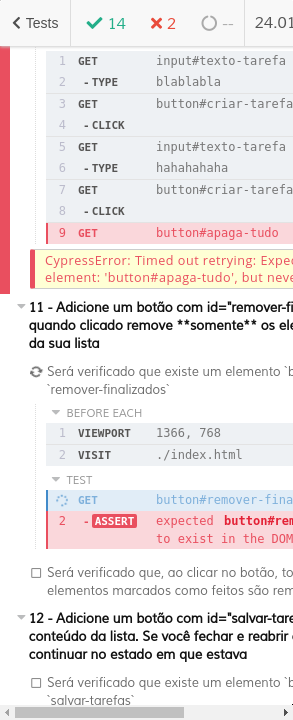 Tests
14
2
--
24.01
1 GET input#texto-tarefa
2 -TYPE blablabla
3 GET button#criar-tarefa
4 -CLICK
5 GET input#texto-tarefa
6 -TYPE hahahahaha
7 GET button#criar-tarefa
8 -CLICK
9 GET button#apaga-tudo
CypressError: Timed out retrying: Expec
element: 'button#apaga-tudo', but neve
11 - Adicione um botão com id="remover-fi
quando clicado remove **somente** os el
da sua lista
Será verificado que existe um elemento `b
`remover-finalizados`
BEFORE EACH
1 VIEWPORT 1366, 768
2 VISIT ./index.html
TEST
GET button#remover-fina
2 -ASSERT expected button#rem
to exist in the DOM
Será verificado que, ao clicar no botão, to
elementos marcados como feitos são rem
12 - Adicione um botão com id="salvar-tare
conteúdo da lista. Se você fechar e reabrir
continuar no estado em que estava
Será verificado que existe um elemento `b
`salvar-tarefas`